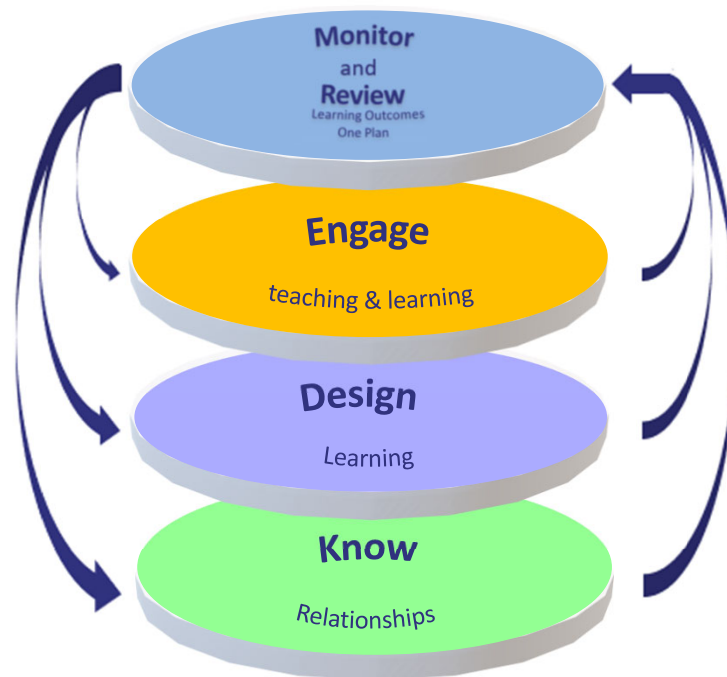 Monitor
and
Review
Learning Outcomes
One Plan
Engage
teaching & learning
Design
Learning
Know
Relationships